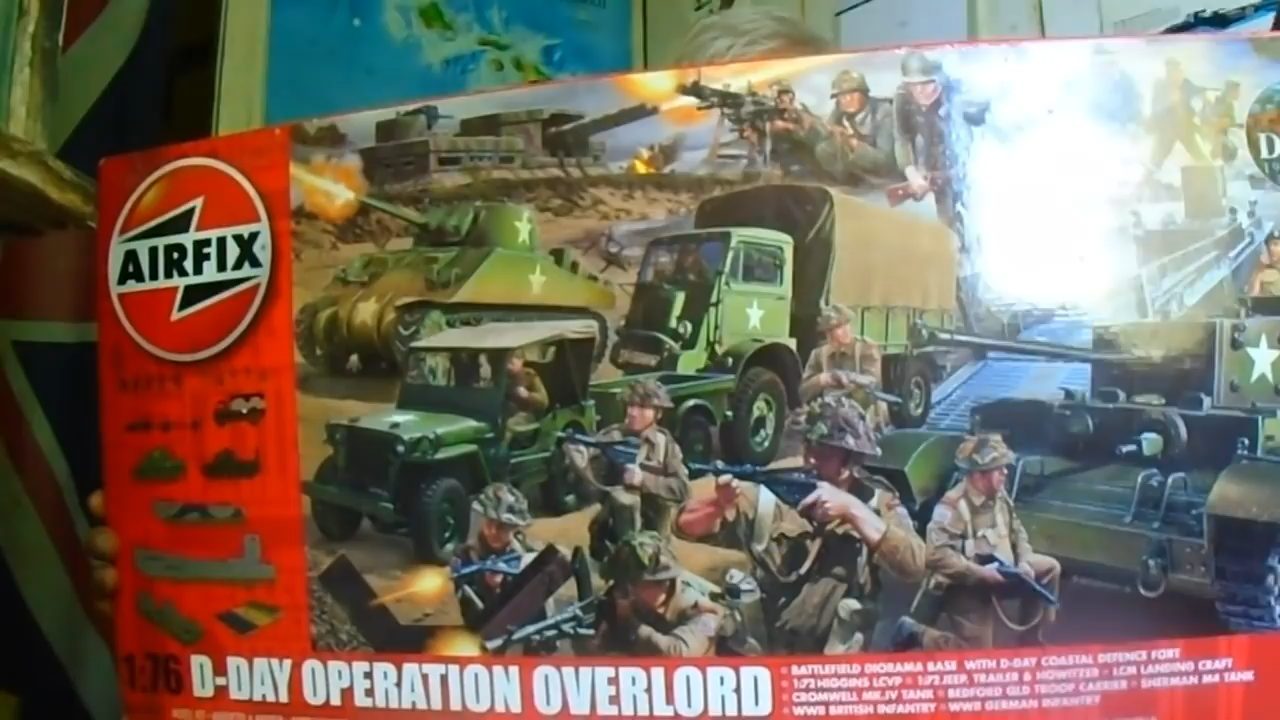 AIRFIX
D
1:76 D-DAY OPERATION OVERLORD
BATTLEFIELD DIORAMA BASE WITH D-DAY COASTAL DEFENCE FORT
1:72 HIGGINS LCVP 1:72 JEEP, TRAILER & HOWITZER LCM LANDING CRAFT
CROMWELL MK.IV TANK BEDFORD QLD TROOP CARRIER SHERMAN M4 TANK
WWII BRITISH INFANTRY WWII GERMAN INFANTRY